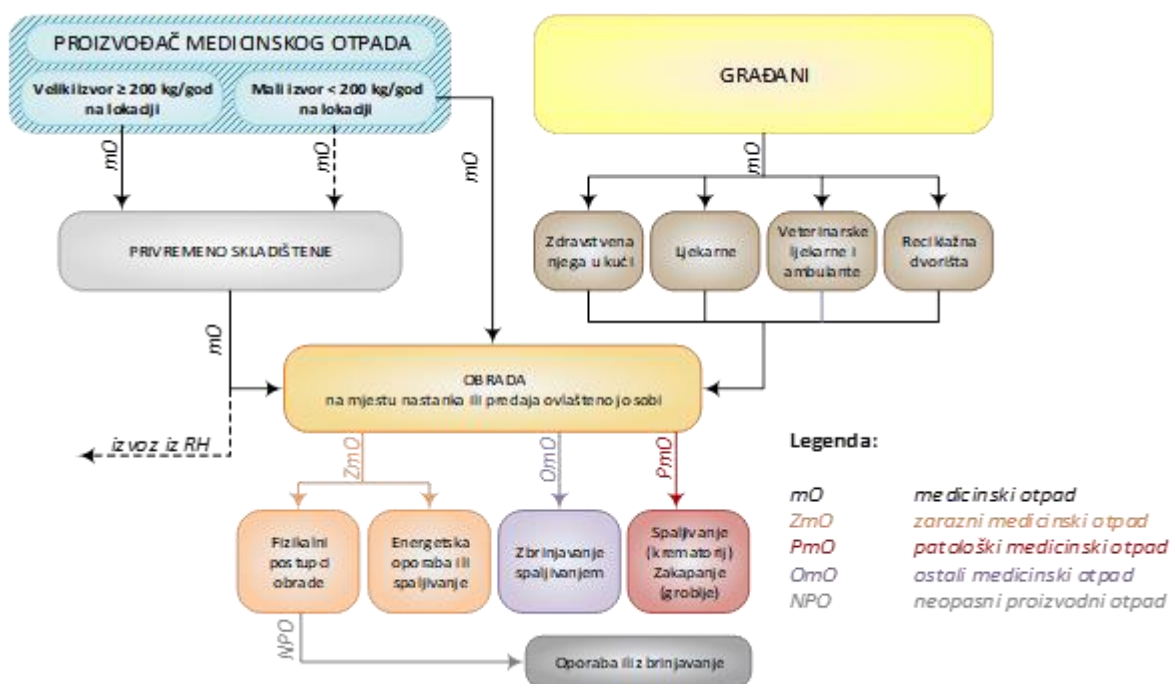 PROIZVOĐAČ MEDICINSKOG OTPADA
Veliki izvor ≥ 200 kg/god
na lokaciji
Mali izvor < 200 kg/god
na lokaciji
GRAĐANI
mO
mO
mO
mO
PRIVREMENO SKLADIŠTENJE
Zdravstvena
njega u kući
Ljekarne
Veterinarske
ljekarne i
ambulante
Reciklažna
dvorišta
mO
OBRADA
na mjestu nastanka ili predaja ovlaštenoj osobi
izvoz iz RH
ZmO
OmO
PmO
Fizikalni
postupci
obrade
Energetska
oporaba ili
spaljivanje
Zbrinjavanje
spaljivanjem
Spaljivanje
(krematorij)
Zakapanje
(groblje)
NPO
Oporaba ili zbrinjavanje
Legenda:
mO medicinski otpad
ZmO zarazni medicinski otpad
PmO patološki medicinski otpad
OmO ostali medicinski otpad
NPO neopasni proizvodni otpad